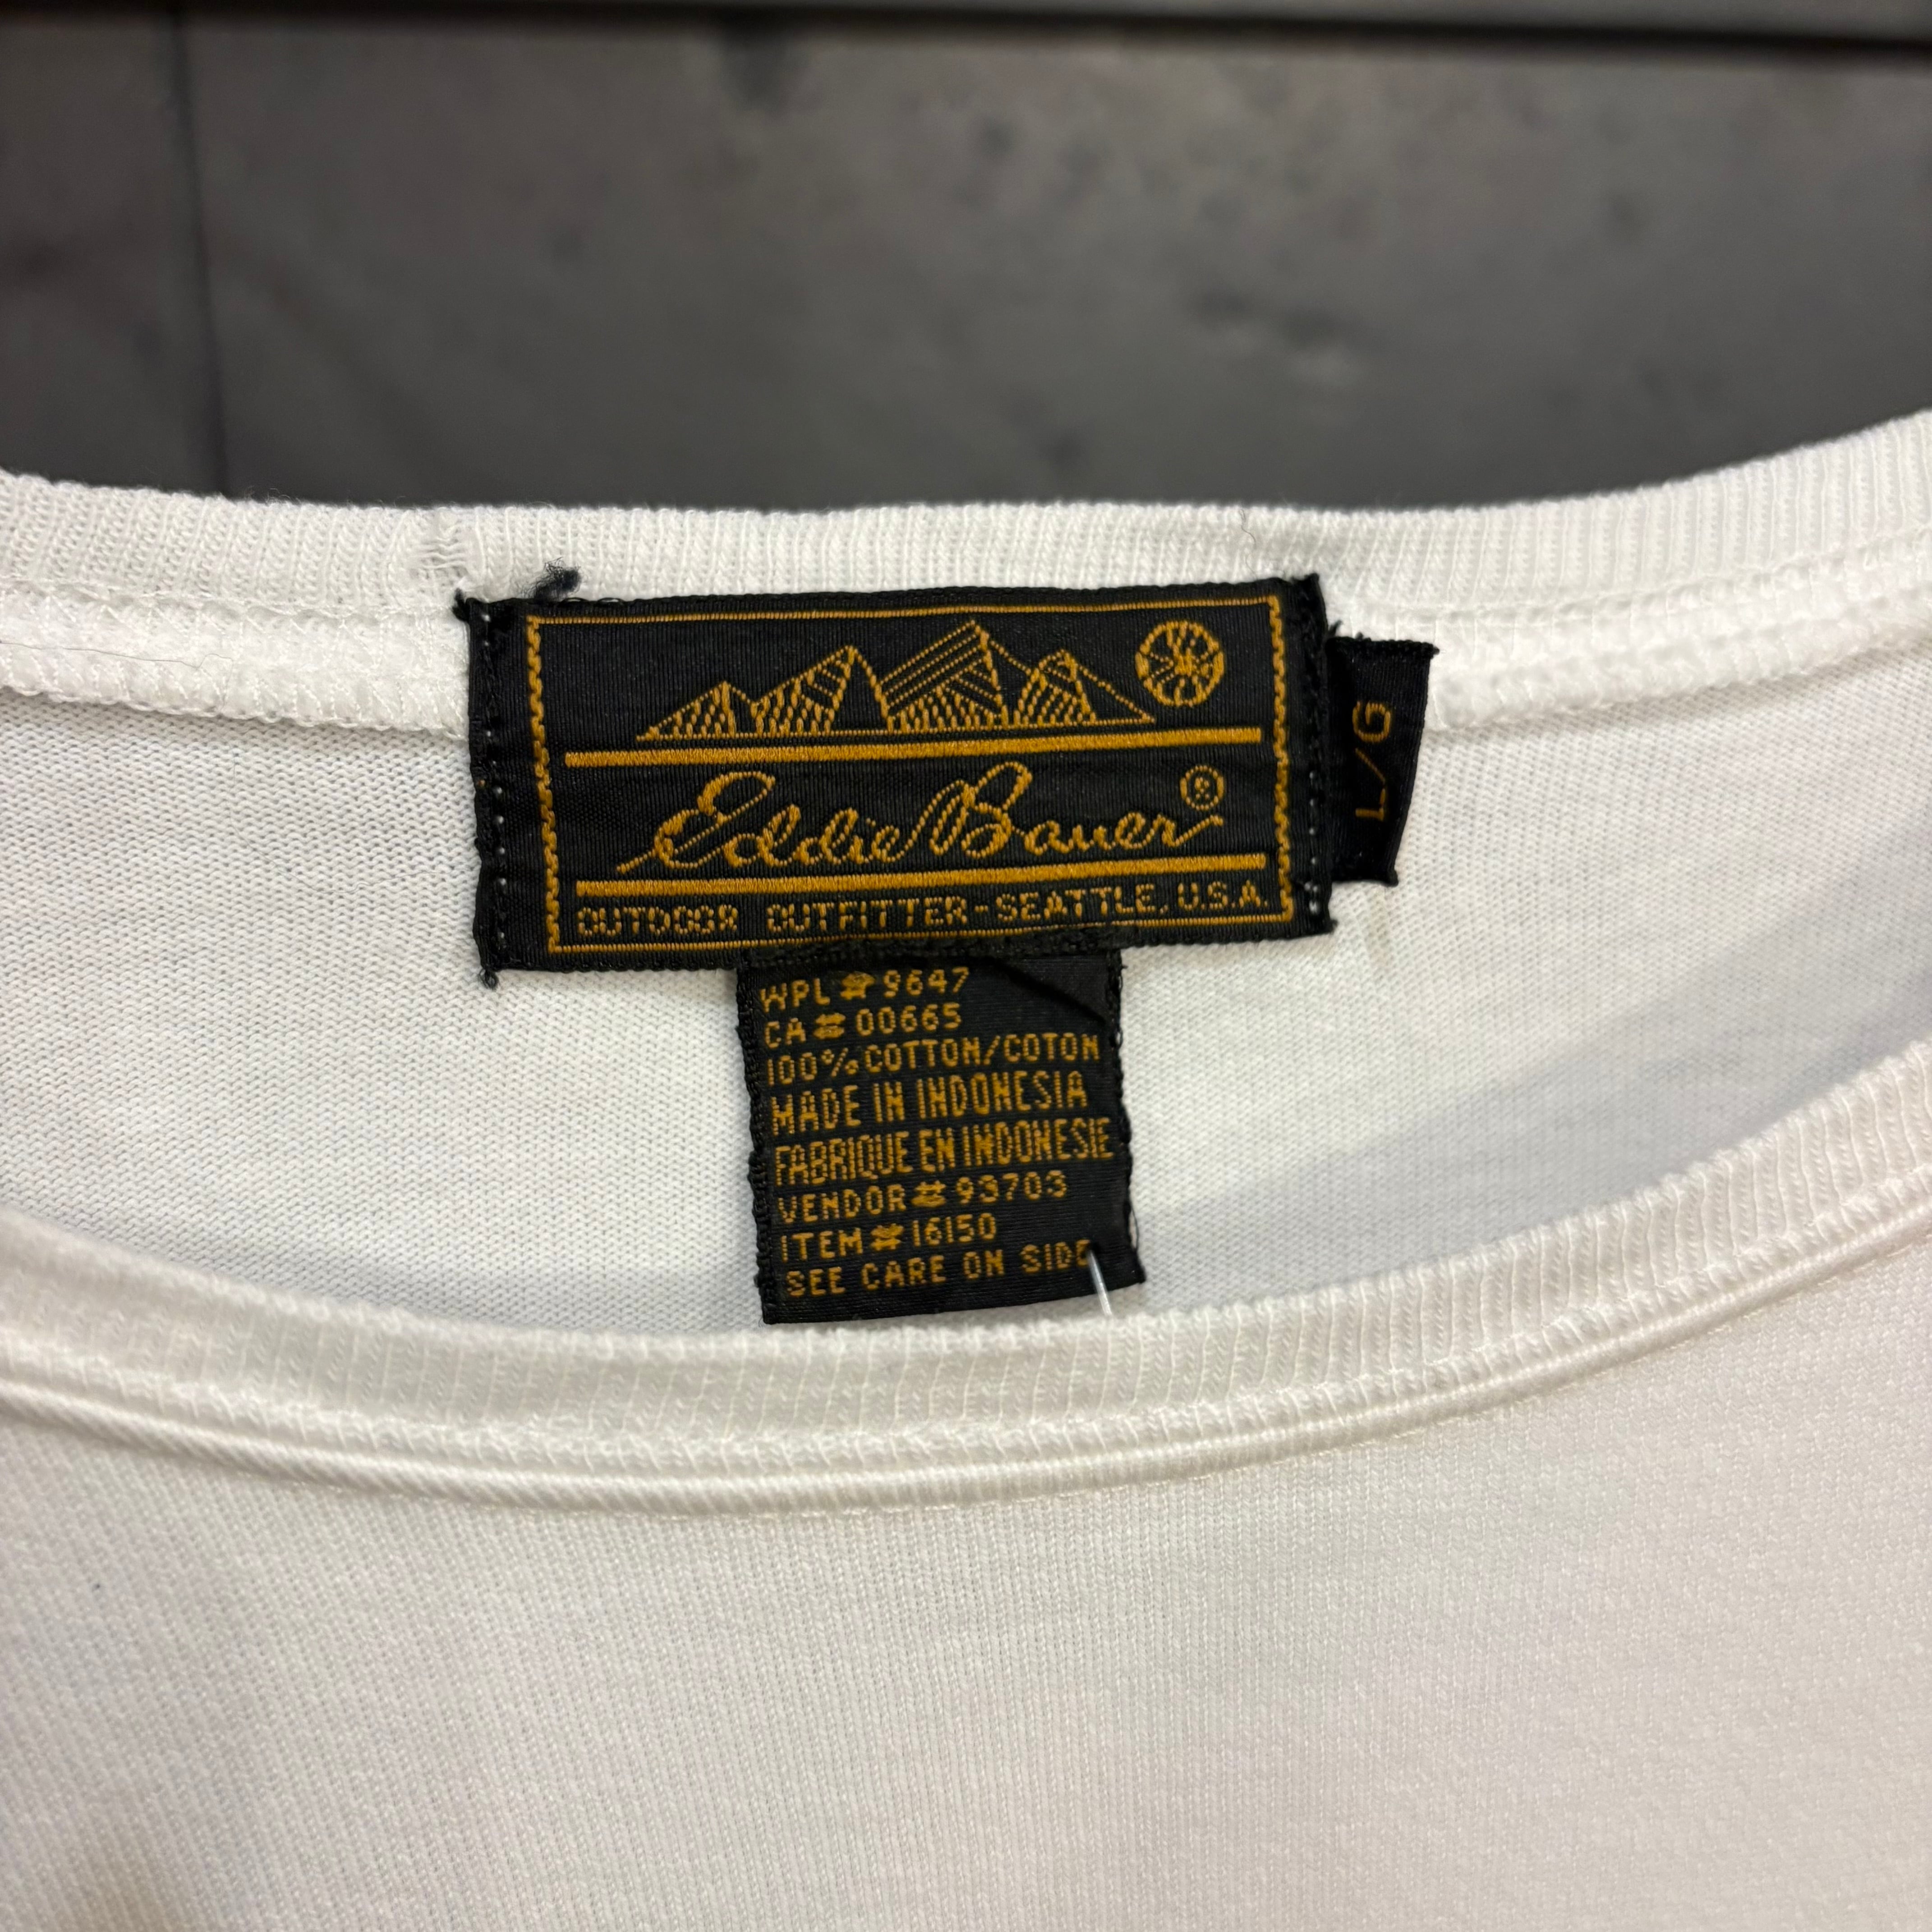 Eddie Bauer®
OUTDOOR OUTFITTER-SEATTLE, U.S.A.
L/G
WPL#9647
CA#00665
100%COTTON/COTON
MADE IN INDONESIA
FABRIQUE EN INDONESIE
VENDOR#93703
ITEM#16150
SEE CARE ON SIDE